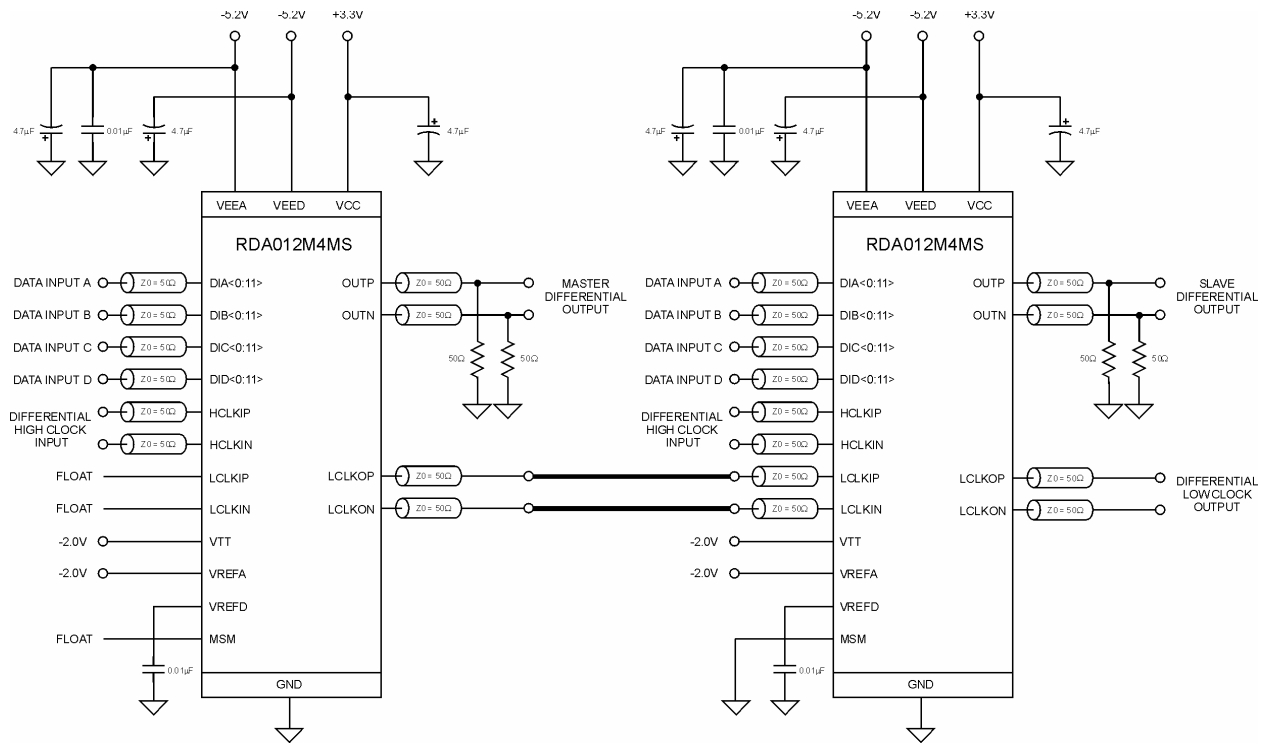 -5.2V -5.2V +3.3V
-5.2V -5.2V +3.3V
4.7µF 0.01µF 4.7µF 4.7µF
4.7µF 0.01µF 4.7µF 4.7µF
VEEA VEED VCC
VEEA VEED VCC
RDA012M4MS
RDA012M4MS
DATA INPUT A Z0 = 50Ω DIA<0:11> OUTP Z0 = 50Ω
DATA INPUT B Z0 = 50Ω DIB<0:11> OUTN Z0 = 50Ω
MASTER
DIFFERENTIAL
OUTPUT
DATA INPUT C Z0 = 50Ω DIC<0:11>
50Ω 50Ω
DATA INPUT D Z0 = 50Ω DID<0:11>
DIFFERENTIAL
HIGH CLOCK
INPUT
Z0 = 50Ω HCLKIP
Z0 = 50Ω HCLKIN
FLOAT LCLKIP LCLKOP Z0 = 50Ω
FLOAT LCLKIN LCLKON Z0 = 50Ω
-2.0V VTT
-2.0V VREFA
VREFD
FLOAT MSM
0.01µF
GND
DATA INPUT A Z0 = 50Ω DIA<0:11> OUTP Z0 = 50Ω
DATA INPUT B Z0 = 50Ω DIB<0:11> OUTN Z0 = 50Ω
SLAVE
DIFFERENTIAL
OUTPUT
DATA INPUT C Z0 = 50Ω DIC<0:11>
50Ω 50Ω
DATA INPUT D Z0 = 50Ω DID<0:11>
DIFFERENTIAL
HIGH CLOCK
INPUT
Z0 = 50Ω HCLKIP
Z0 = 50Ω HCLKIN
Z0 = 50Ω LCLKIP LCLKOP Z0 = 50Ω
Z0 = 50Ω LCLKIN LCLKON Z0 = 50Ω
DIFFERENTIAL
LOW CLOCK
OUTPUT
-2.0V VTT
-2.0V VREFA
VREFD
MSM
0.01µF
GND